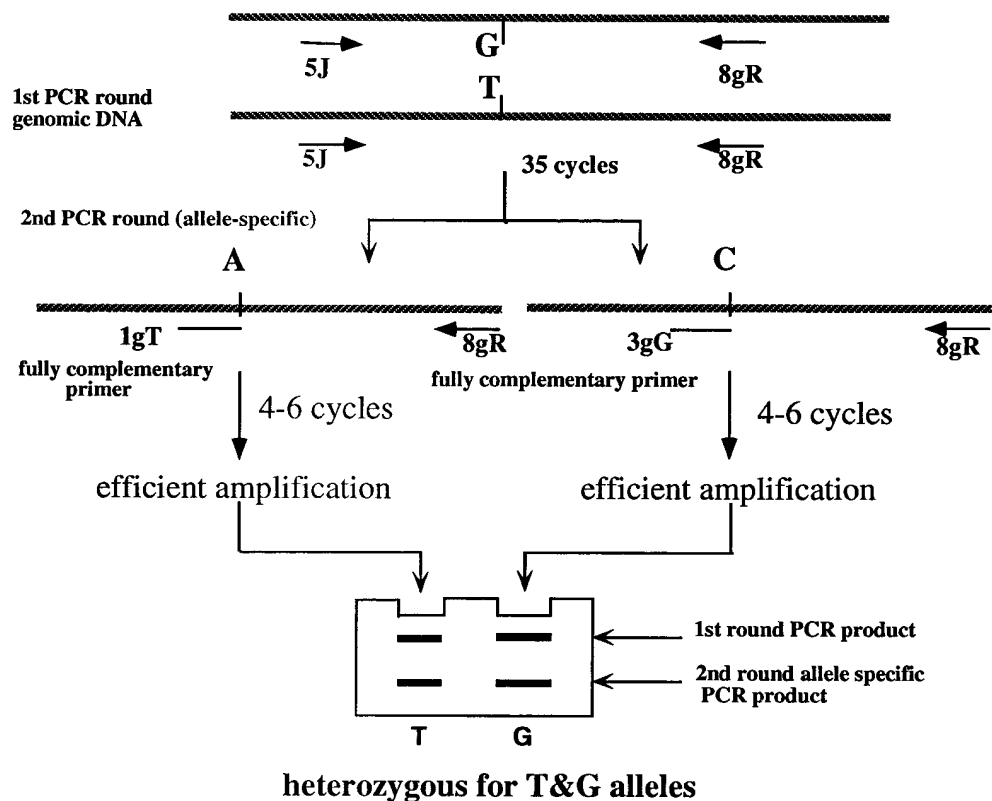 G
5J
8gR
T
1st PCR round
genomic DNA
5J
8gR
35 cycles
2nd PCR round (allele-specific)
A
C
1gT
8gR
3gG
8gR
fully complementary
primer
fully complementary primer
4-6 cycles
4-6 cycles
efficient amplification
efficient amplification
1st round PCR product
2nd round allele specific
PCR product
T
G
heterozygous for T&G alleles